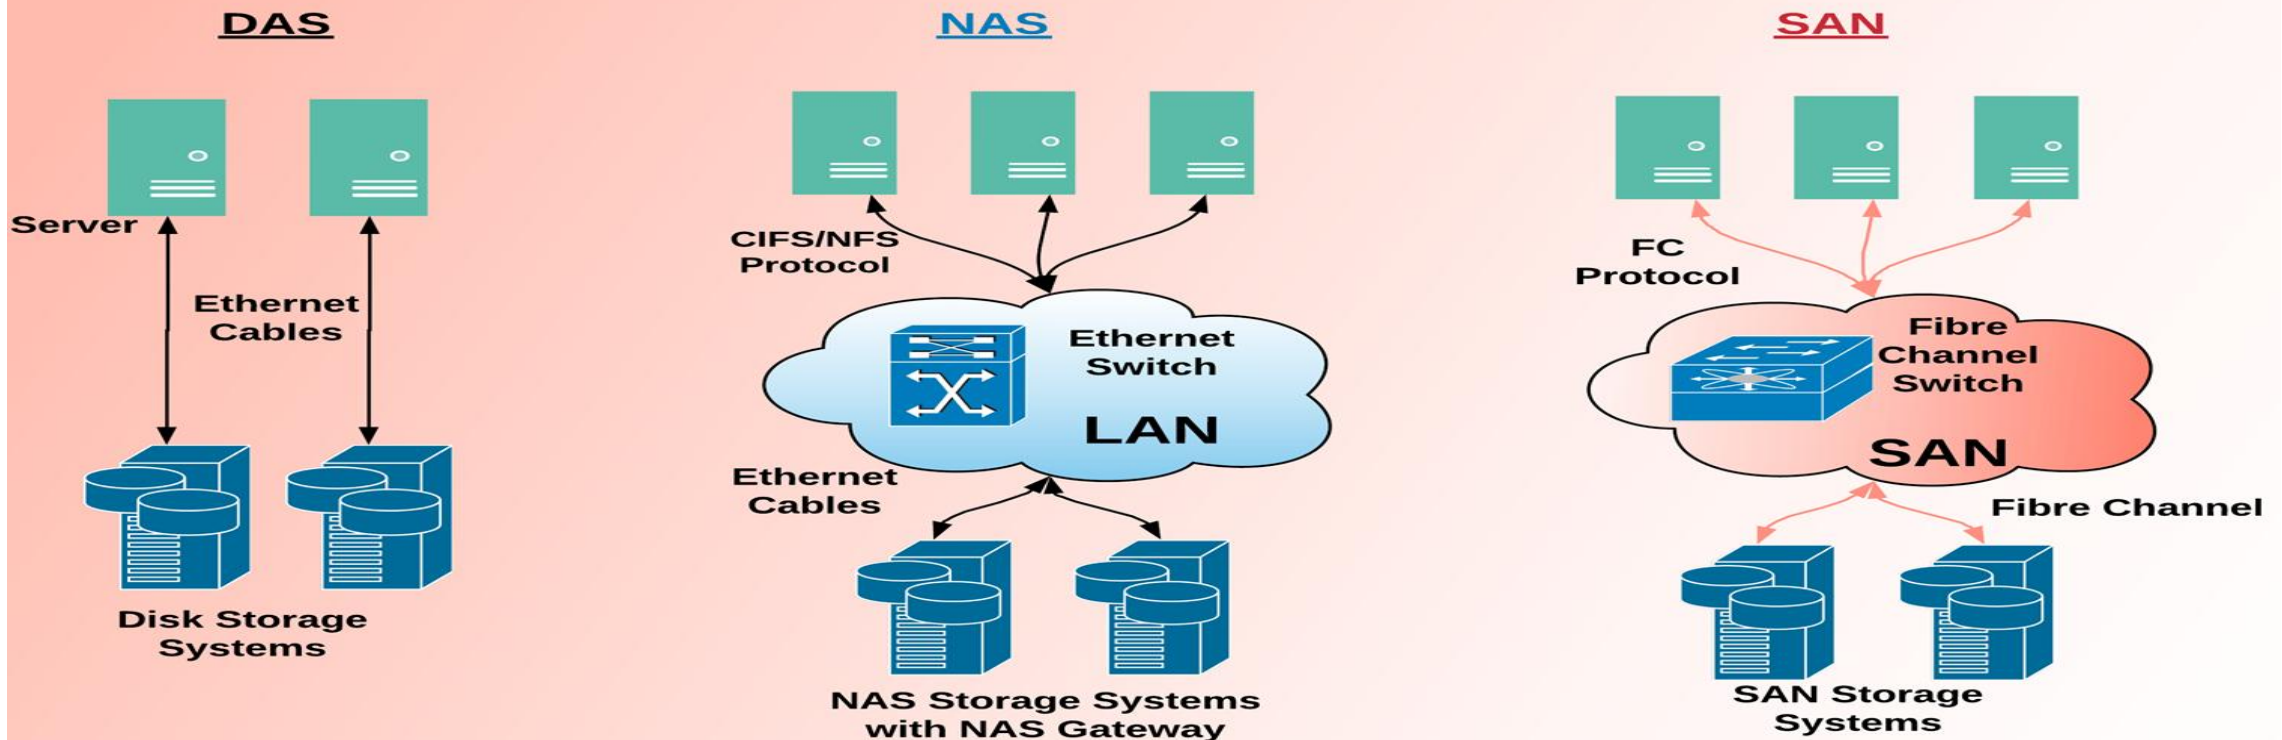 DAS
Server
Ethernet
Cables
Disk Storage
Systems
NAS
CIFS/NFS
Protocol
Ethernet
Switch
LAN
Ethernet
Cables
NAS Storage Systems
with NAS Gateway
SAN
FC
Protocol
Fibre
Channel
Switch
SAN
Fibre Channel
SAN Storage
Systems